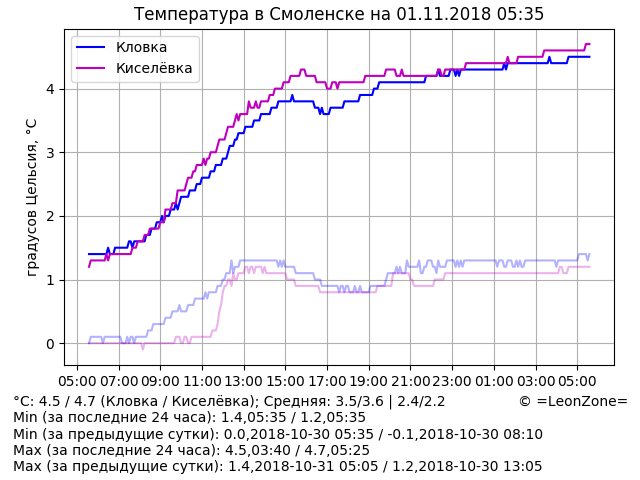 Температура в Смоленске на 01.11.2018 05:35
Кловка
Киселёвка
градусов Цельсия, °C
4
3
2
1
0
05:00 07:00 09:00 11:00 13:00 15:00 17:00 19:00 21:00 23:00 01:00 03:00 05:00
°C: 4.5 / 4.7 (Кловка / Киселёвка); Средняя: 3.5/3.6 | 2.4/2.2 © =LeonZone=
Min (за последние 24 часа): 1.4,05:35 / 1.2,05:35
Min (за предыдущие сутки): 0.0,2018-10-30 05:35 / -0.1,2018-10-30 08:10
Max (за последние 24 часа): 4.5,03:40 / 4.7,05:25
Max (за предыдущие сутки): 1.4,2018-10-31 05:05 / 1.2,2018-10-30 13:05